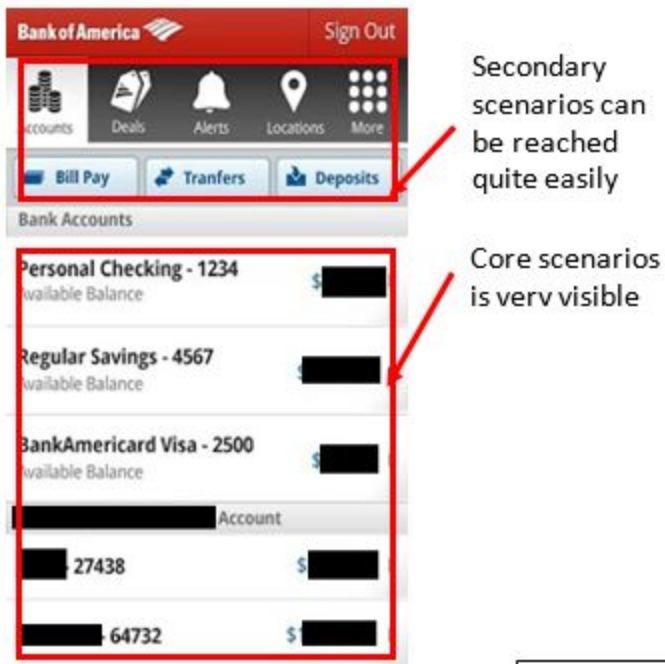 Bank of America
Sign Out
Accounts
Deals
Alerts
Locations
More
Bill Pay
Tranfers
Deposits
Bank Accounts
Personal Checking - 1234
Available Balance
$
Regular Savings - 4567
Available Balance
BankAmericard Visa - 2500
Available Balance
$
Account
- 27438
$
- 64732
$
Secondary
scenarios can
be reached
quite easily
Core scenarios
is very visible